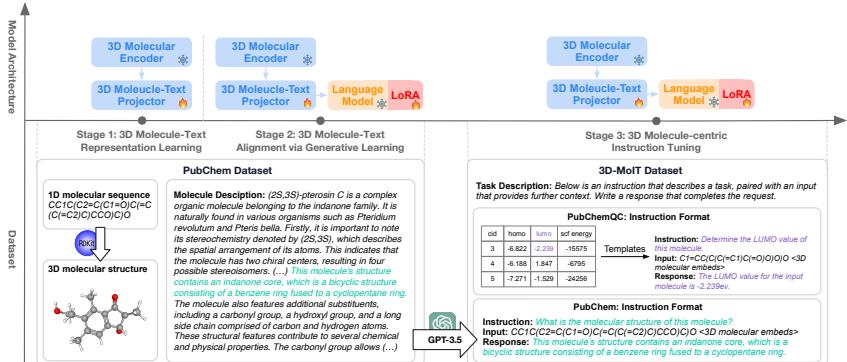 Model Architecture
3D Molecular
Encoder
3D Moleucle-Text
Projector
3D Molecular
Encoder
3D Moleucle-Text
Projector
Language
Model
LoRA
3D Molecular
Encoder
3D Moleucle-Text
Projector
Language
Model
LoRA
Stage 1: 3D Molecule-Text
Representation Learning
Stage 2: 3D Molecule-Text
Alignment via Generative Learning
Stage 3: 3D Molecule-centric
Instruction Tuning
Dataset
PubChem Dataset
1D molecular sequence
CC1C(C2=C(C1=O)C(=C
(C(=C2)C)CCO)C)O
RDKit
3D molecular structure
Molecule Desciption: (2S,3S)-pterosin C is a complex
organic molecule belonging to the indanone family. It is
naturally found in various organisms such as Pteridium
revolutum and Pteris bella. Firstly, it is important to note
its stereochemistry denoted by (2S,3S), which describes
the spatial arrangement of its atoms. This indicates that
the molecule has two chiral centers, resulting in four
possible stereoisomers. (…) This molecule's structure
contains an indanone core, which is a bicyclic structure
consisting of a benzene ring fused to a cyclopentane ring.
The molecule also features additional substituents,
including a carbonyl group, a hydroxyl group, and a long
side chain comprised of carbon and hydrogen atoms.
These structural features contribute to several chemical
and physical properties. The carbonyl group allows (…)
GPT-3.5
3D-MoIT Dataset
Task Description: Below is an instruction that describes a task, paired with an input
that provides further context. Write a response that completes the request.
PubChemQC: Instruction Format
cid homo lumo scf energy
3 -6.822 -2.239 -15575
4 -6.188 1.847 -6795
5 -7.271 -1.529 -24256
Templates
Instruction: Determine the LUMO value of
this molecule.
Input: C1=CC(C(C(=C1)C(=O)O)O)O <3D
molecular embeds>
Response: The LUMO value for the input
molecule is -2.239ev.
PubChem: Instruction Format
Instruction: What is the molecular structure of this molecule?
Input: CC1C(C2=C(C1=O)C(=C(C(=C2)C)CCO)C)O <3D molecular embeds>
Response: This molecule's structure contains an indanone core, which is a
bicyclic structure consisting of a benzene ring fused to a cyclopentane ring.